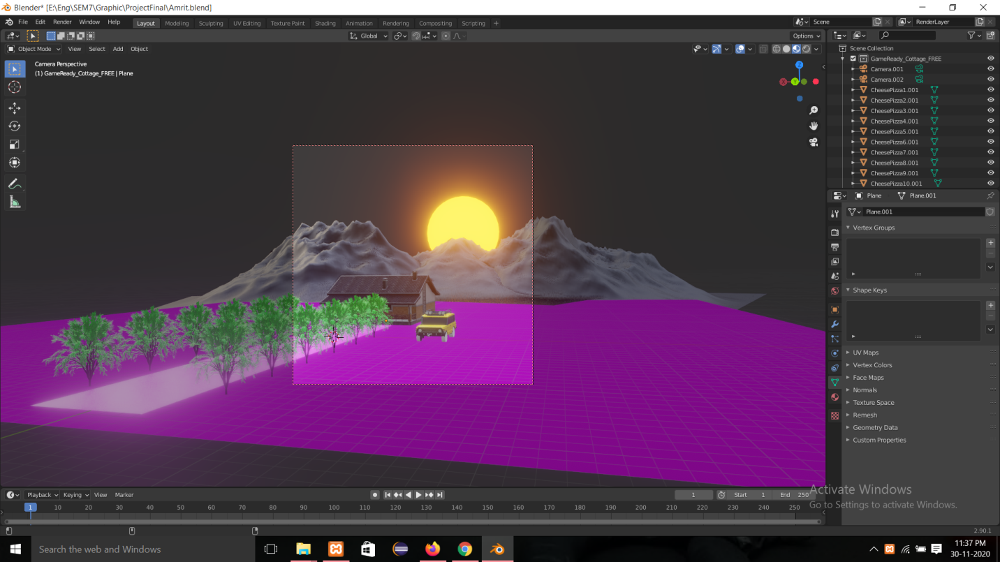 Blender* [E:\Eng\SEM7\Graphic\ProjectFinal\Amrit.blend]
File Edit Render Window Help Layout Modeling Sculpting UV Editing Texture Paint Shading Animation Rendering Compositing Scripting + Scene RenderLayer
Global Options
Object Mode View Select Add Object
Camera Perspective
(1) GameReady_Cottage_FREE | Plane
Z
X Y
Scene Collection
GameReady_Cottage_FREE
Camera.001
Camera.002
CheesePizza1.001
CheesePizza2.001
CheesePizza3.001
CheesePizza4.001
CheesePizza5.001
CheesePizza6.001
CheesePizza7.001
CheesePizza8.001
CheesePizza9.001
CheesePizza10.001
Plane Plane.001
Plane.001
Vertex Groups
Shape Keys
UV Maps
Vertex Colors
Face Maps
Normals
Texture Space
Remesh
Geometry Data
Custom Properties
Playback Keying View Marker 1 Start 1 End 250
1 10 20 30 40 50 60 70 80 90 100 110 120 130 140 150 160 170 180 190 200 210 220 230 240 250
Activate Windows
Go to Settings to activate Windows.
2.90.1
Search the web and Windows
11:37 PM
30-11-2020